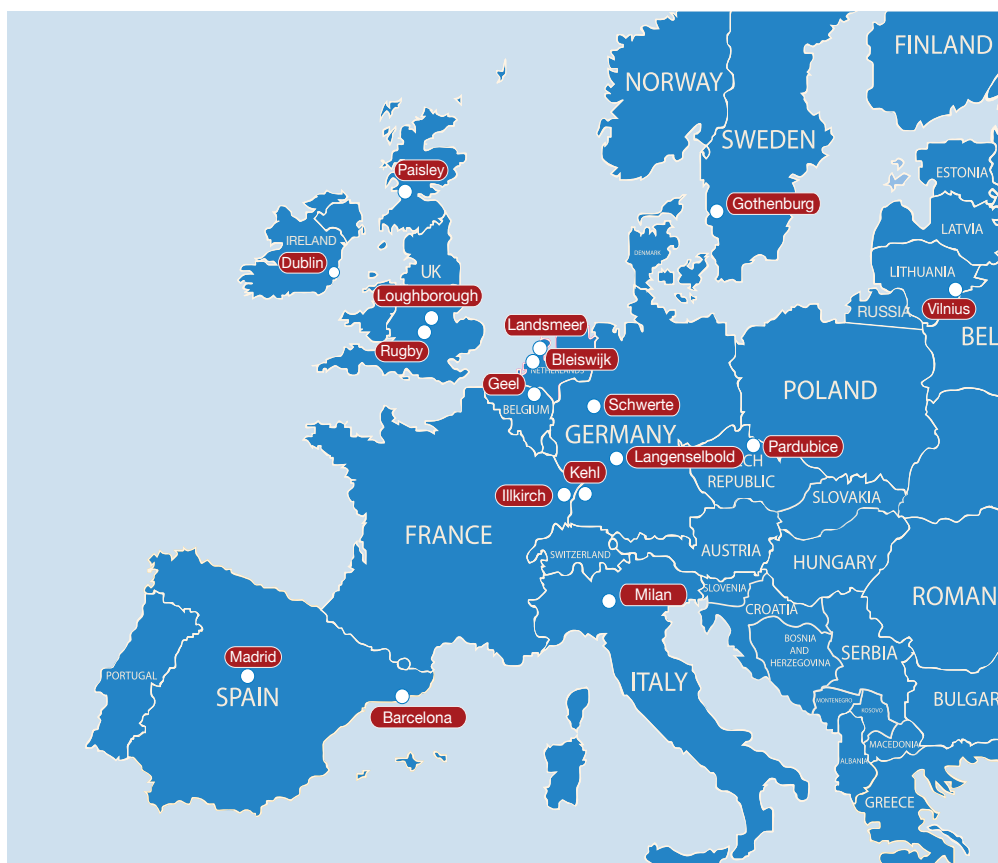 FINLAND
NORWAY
SWEDEN
Paisley
ESTONIA
Gothenburg
LATVIA
IRELAND
DENMARK
Dublin
UK
LITHUANIA
Loughborough
Vilnius
RUSSIA
Landsmeer
BEL
Rugby
Bleiswijk
NETHERLANDS
Geel
POLAND
BELGIUM
Schwerte
GERMANY
Pardubice
Langenselbold
CH
REPUBLIC
Kehl
Illkirch
SLOVAKIA
FRANCE
SWITZERLAND
AUSTRIA
HUNGARY
SLOVENIA
Milan
ROMAN
CROATIA
BOSNIA
AND
HERZEGOVINA
Madrid
SERBIA
PORTUGAL
ITALY
SPAIN
BULGAR
MONTENEGRO
KOSOVO
Barcelona
MACEDONIA
ALBANIA
GREECE